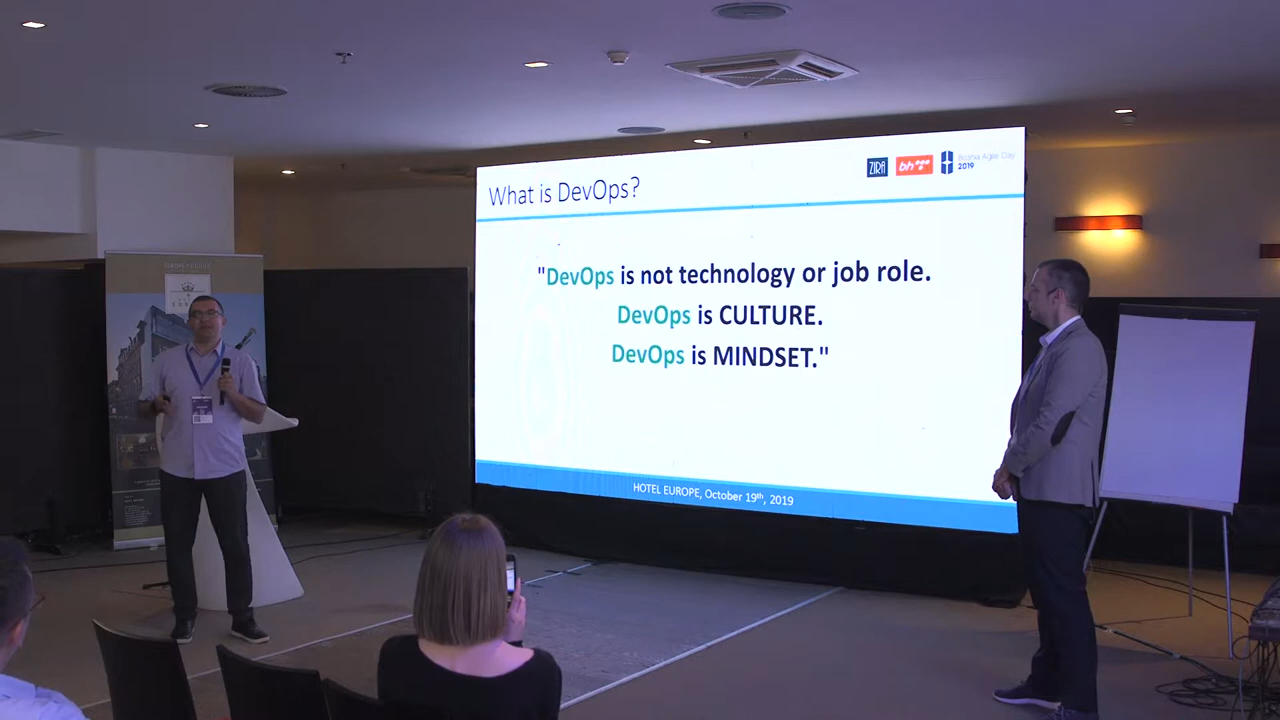 What is DevOps?
ZIRA
bh
Bosnia Agile Day
2019
"DevOps is not technology or job role.
DevOps is CULTURE.
DevOps is MINDSET."
HOTEL EUROPE, October 19th, 2019